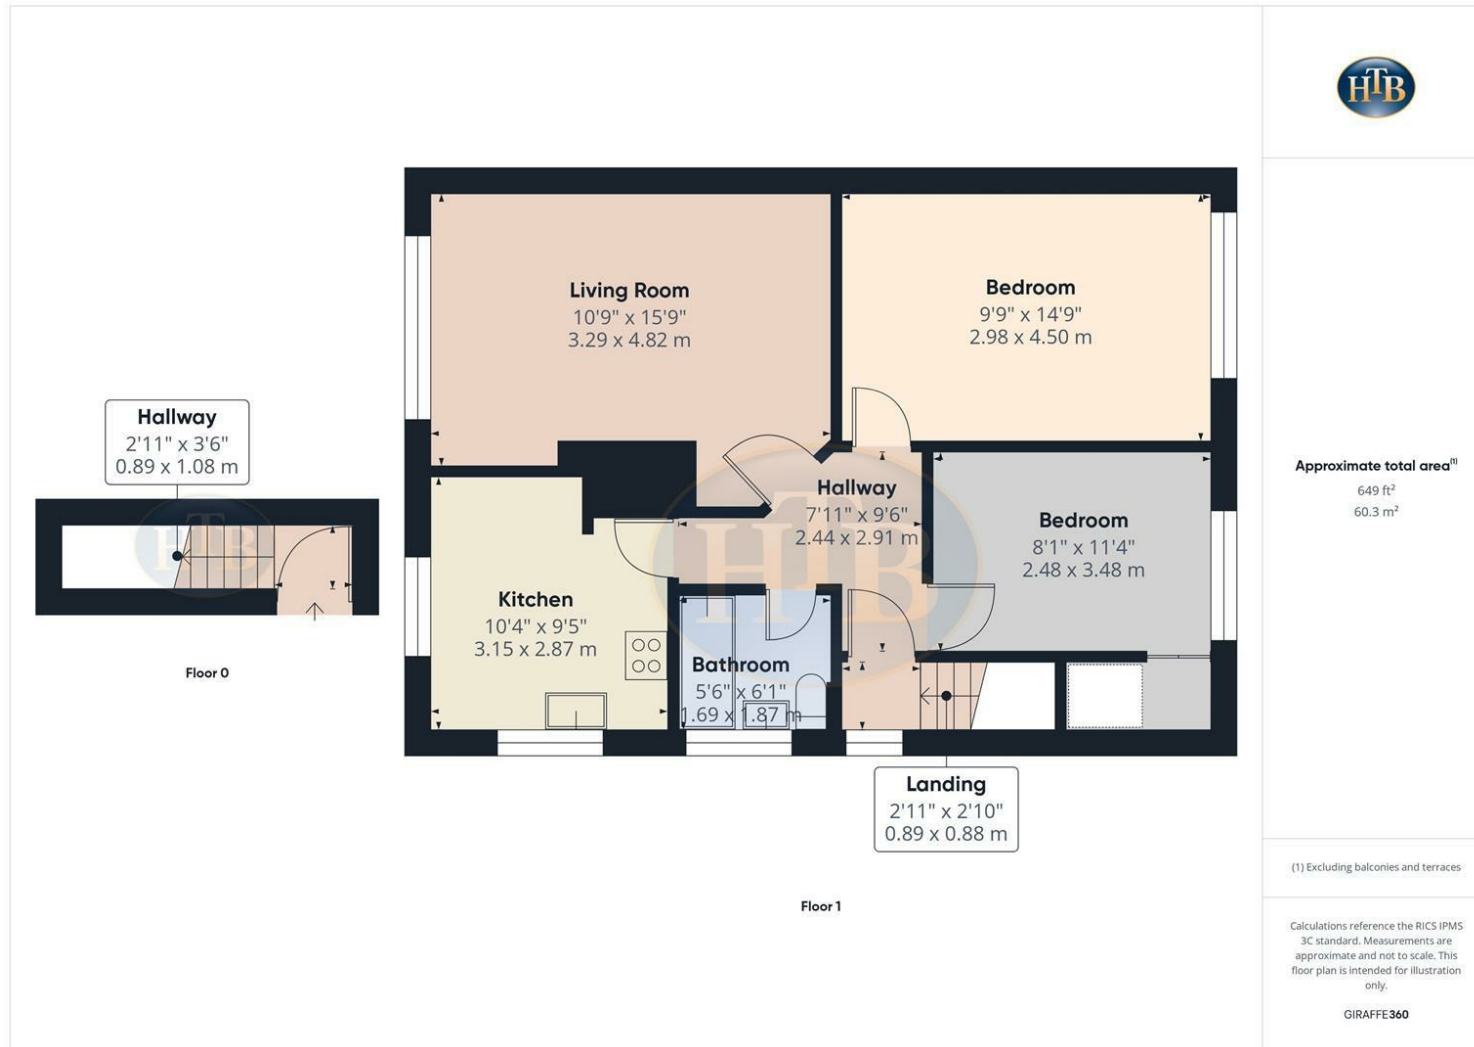 HTB
Living Room
10'9" x 15'9"
3.29 x 4.82 m
Bedroom
9'9" x 14'9"
2.98 x 4.50 m
Hallway
2'11" x 3'6"
0.89 x 1.08 m
HTB
Floor 0
Hallway
7'11" x 9'6"
2.44 x 2.91 m
HTB
Bedroom
8'1" x 11'4"
2.48 x 3.48 m
Kitchen
10'4" x 9'5"
3.15 x 2.87 m
Bathroom
5'6" x 6'1"
1.69 x 1.87 m
Landing
2'11" x 2'10"
0.89 x 0.88 m
Floor 1
Approximate total area(1)
649 ft²
60.3 m²
(1) Excluding balconies and terraces
Calculations reference the RICS IPMS
3C standard. Measurements are
approximate and not to scale. This
floor plan is intended for illustration
only.
GIRAFFE360